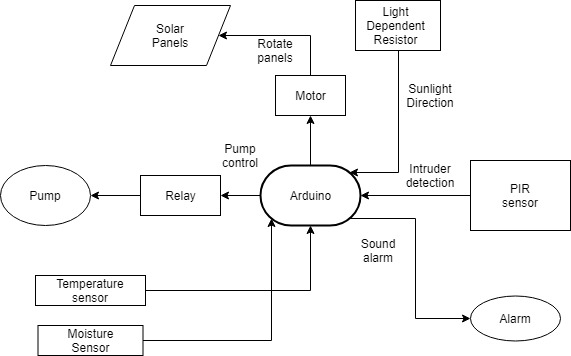 Solar
Panels
Rotate
panels
Light
Dependent
Resistor
Motor
Sunlight
Direction
Pump
control
Intruder
detection
Pump
Relay
Arduino
PIR
sensor
Sound
alarm
Temperature
sensor
Alarm
Moisture
Sensor